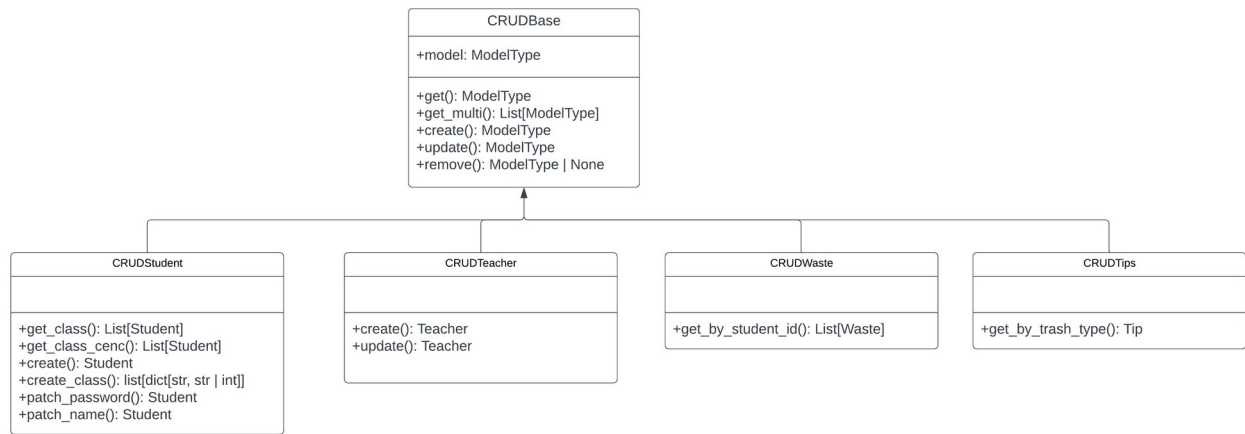 CRUDBase
+model: ModelType
+get(): ModelType
+get_multi(): List[ModelType]
+create(): ModelType
+update(): ModelType
+remove(): ModelType | None
CRUDStudent
+get_class(): List[Student]
+get_class_cenc(): List[Student]
+create(): Student
+create_class(): list[dict[str, str | int]]
+patch_password(): Student
+patch_name(): Student
CRUDTeacher
+create(): Teacher
+update(): Teacher
CRUDWaste
+get_by_student_id(): List[Waste]
CRUDTips
+get_by_trash_type(): Tip